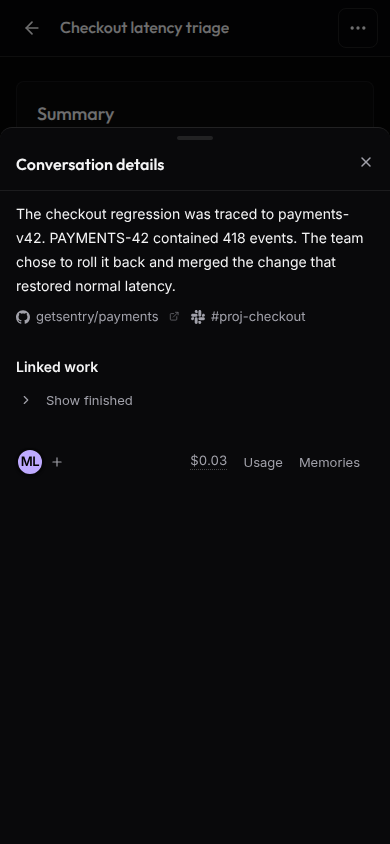 Checkout latency triage
Summary
Conversation details
The checkout regression was traced to payments-
v42. PAYMENTS-42 contained 418 events. The team
chose to roll it back and merged the change that
restored normal latency.
getsentry/payments #proj-checkout
Linked work
Show finished
ML + $0.03 Usage Memories